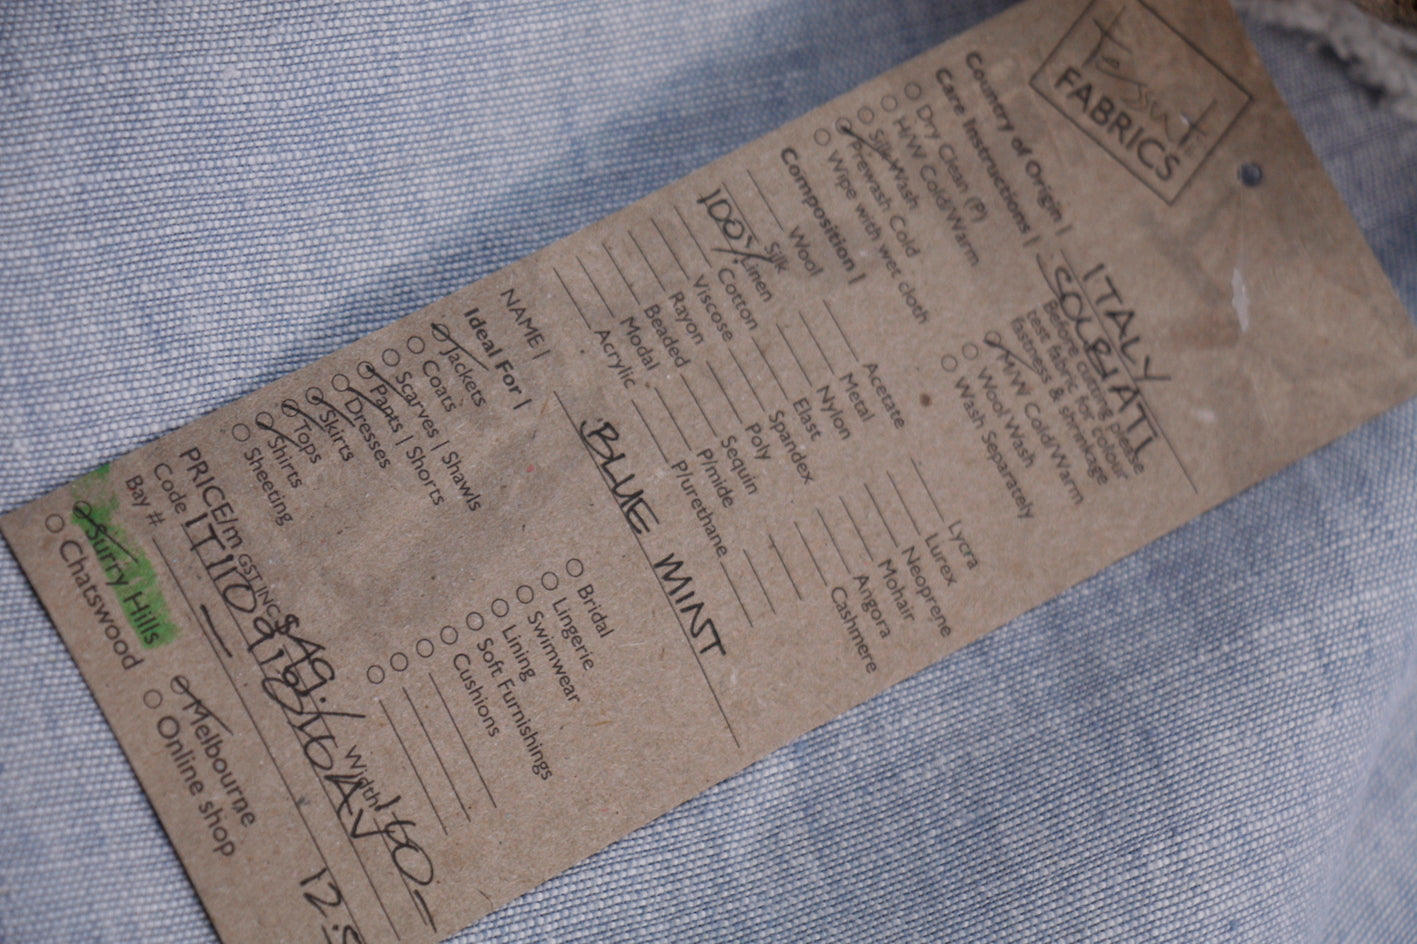 Tessuti
FABRICS
Country of Origin | ITALY
SOLBIATI
Care Instructions |
Before cutting please
test fabric for colour
fastness & shrinkage
Dry Clean (P)
H/W Cold/Warm
Silk Wash
Prewash Cold
Wipe with wet cloth
M/W Cold/Warm
Wool Wash
Wash Separately
Composition |
Wool
Silk
100% Linen
Cotton
Viscose
Rayon
Beaded
Modal
Acrylic
Acetate
Metal
Nylon
Elast
Spandex
Poly
Sequin
P/mide
P/urethane
Lycra
Lurex
Neoprene
Mohair
Angora
Cashmere
NAME | BLUE MINT
Ideal For |
Jackets
Coats
Scarves | Shawls
Pants | Shorts
Dresses
Skirts
Tops
Shirts
Sheeting
Bridal
Lingerie
Swimwear
Lining
Soft Furnishings
Cushions
PRICE/m GST INC $49.- Width 150
Code
Bay #
Surry Hills
Chatswood
Melbourne
Online shop